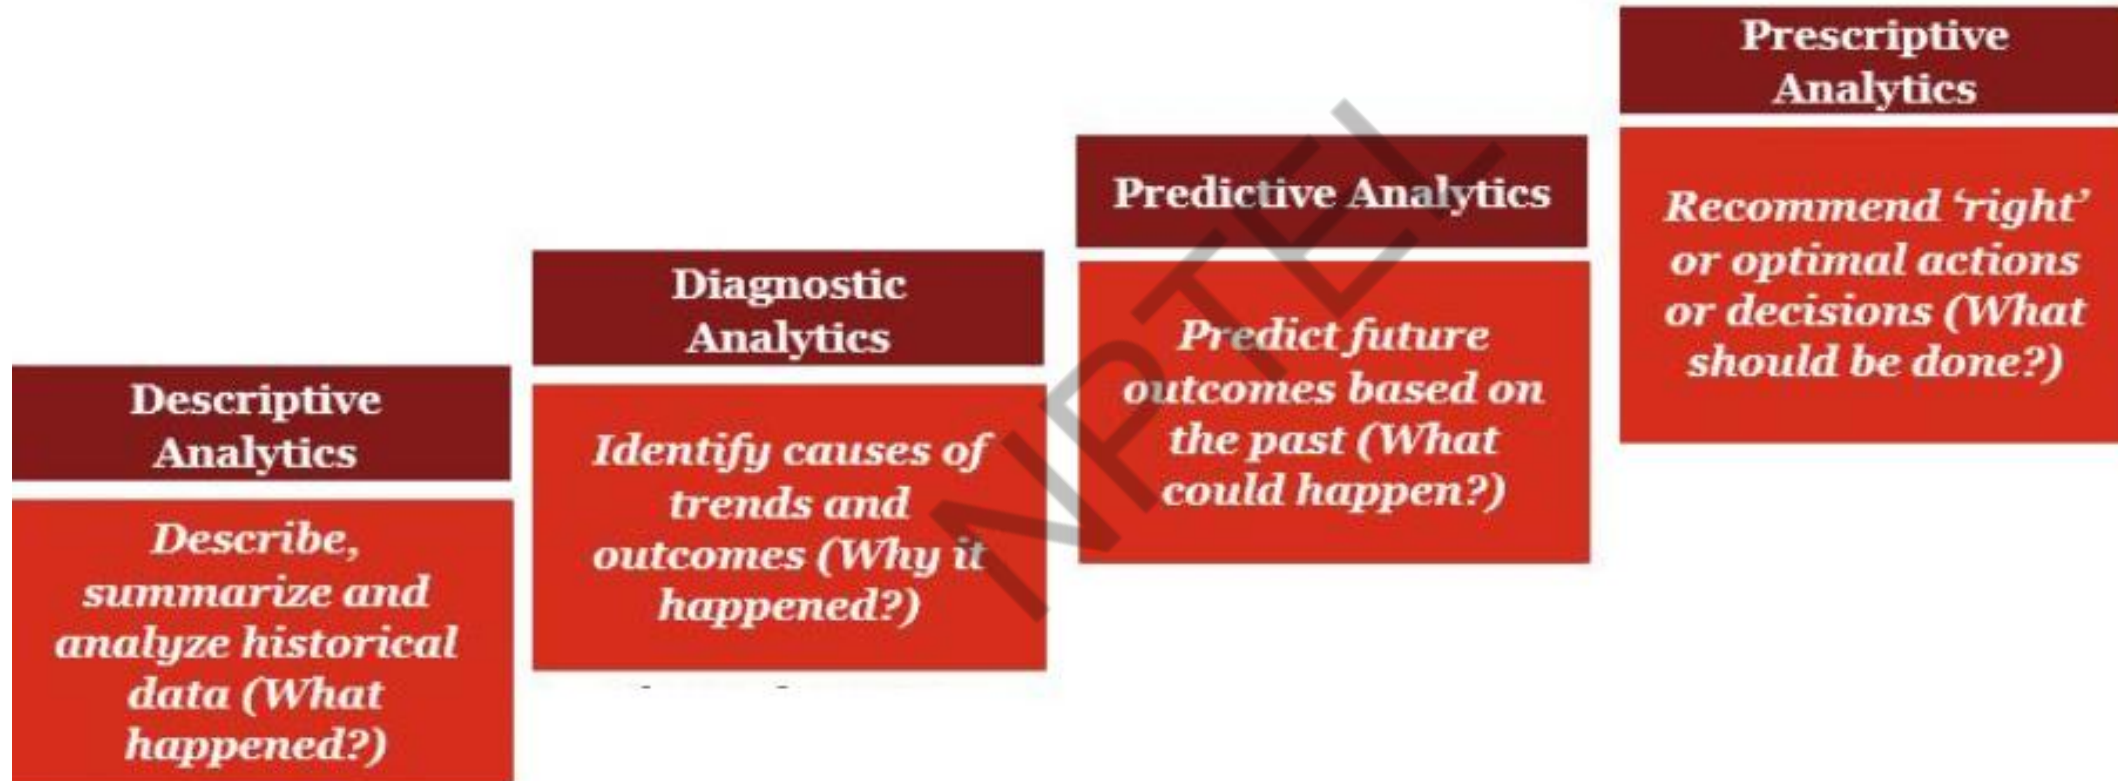 Descriptive
Analytics
Describe,
summarize and
analyze historical
data (What
happened?)
Diagnostic
Analytics
Identify causes of
trends and
outcomes (Why it
happened?)
Predictive Analytics
Predict future
outcomes based on
the past (What
could happen?)
Prescriptive
Analytics
Recommend ‘right’
or optimal actions
or decisions (What
should be done?)
NPTEL